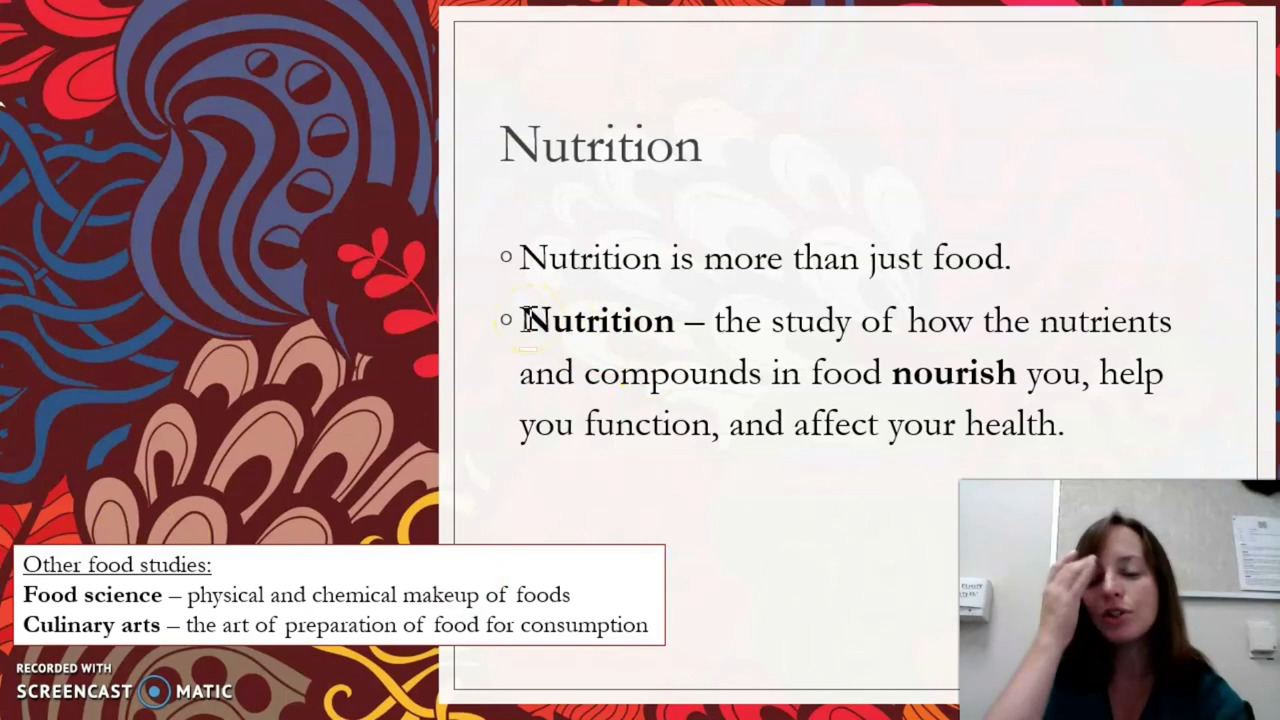 Nutrition
Nutrition is more than just food.
Nutrition – the study of how the nutrients
and compounds in food nourish you, help
you function, and affect your health.
Other food studies:
Food science – physical and chemical makeup of foods
Culinary arts – the art of preparation of food for consumption
RECORDED WITH
SCREENCAST MATIC